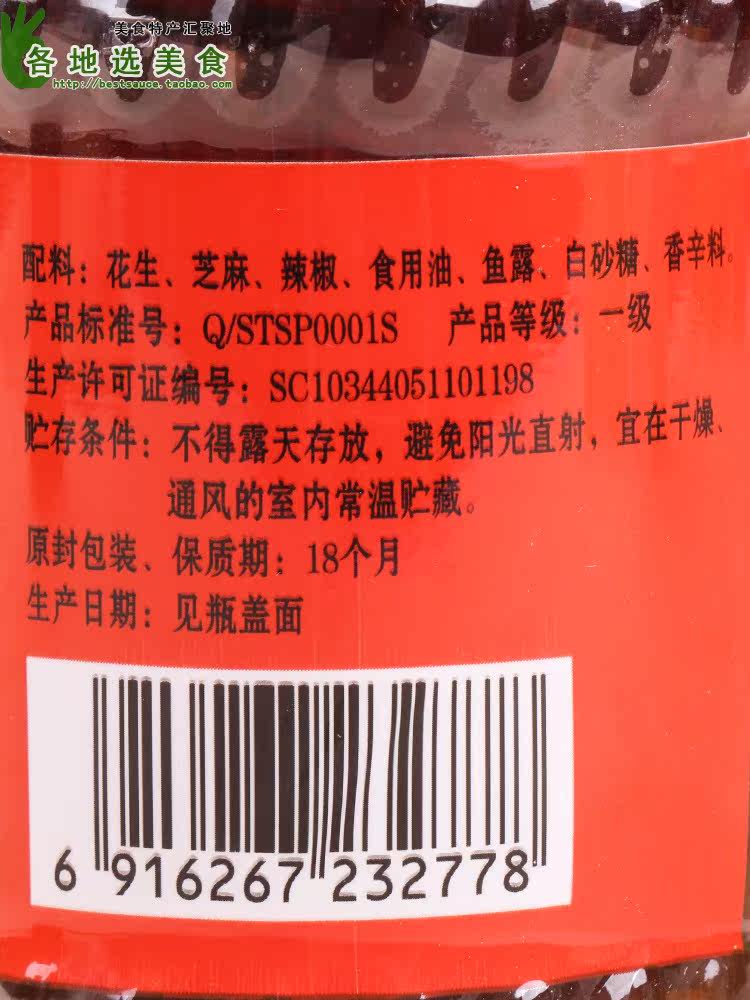 美食特产汇聚地
各地选美食
http://bestsauce.taobao.com
配料：花生、芝麻、辣椒、食用油、鱼露、白砂糖、香辛料。
产品标准号：Q/STSP0001S 产品等级：一级
生产许可证编号：SC10344051101198
贮存条件：不得露天存放，避免阳光直射，宜在干燥、
通风的室内常温贮藏。
原封包装、保质期：18个月
生产日期：见瓶盖面
6 916267 232778